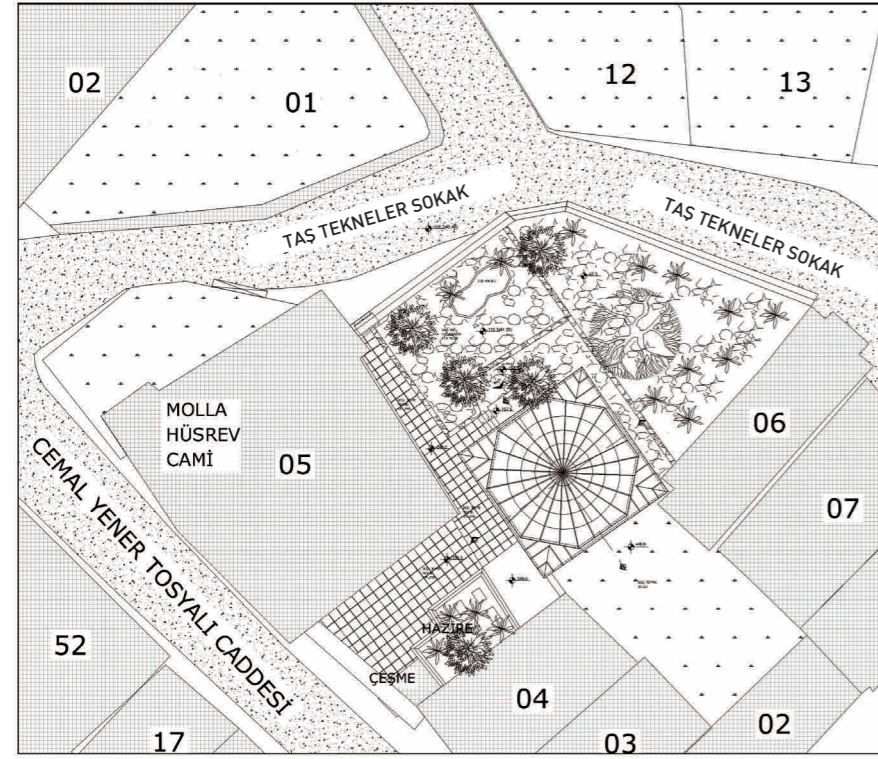 02
01
12
13
TAŞ TEKNELER SOKAK
TAŞ TEKNELER SOKAK
MOLLA
HÜSREV
CAMİ
05
06
07
CEMAL YENER TOSYALI CADDESİ
52
HAZİRE
ÇEŞME
04
02
03
17